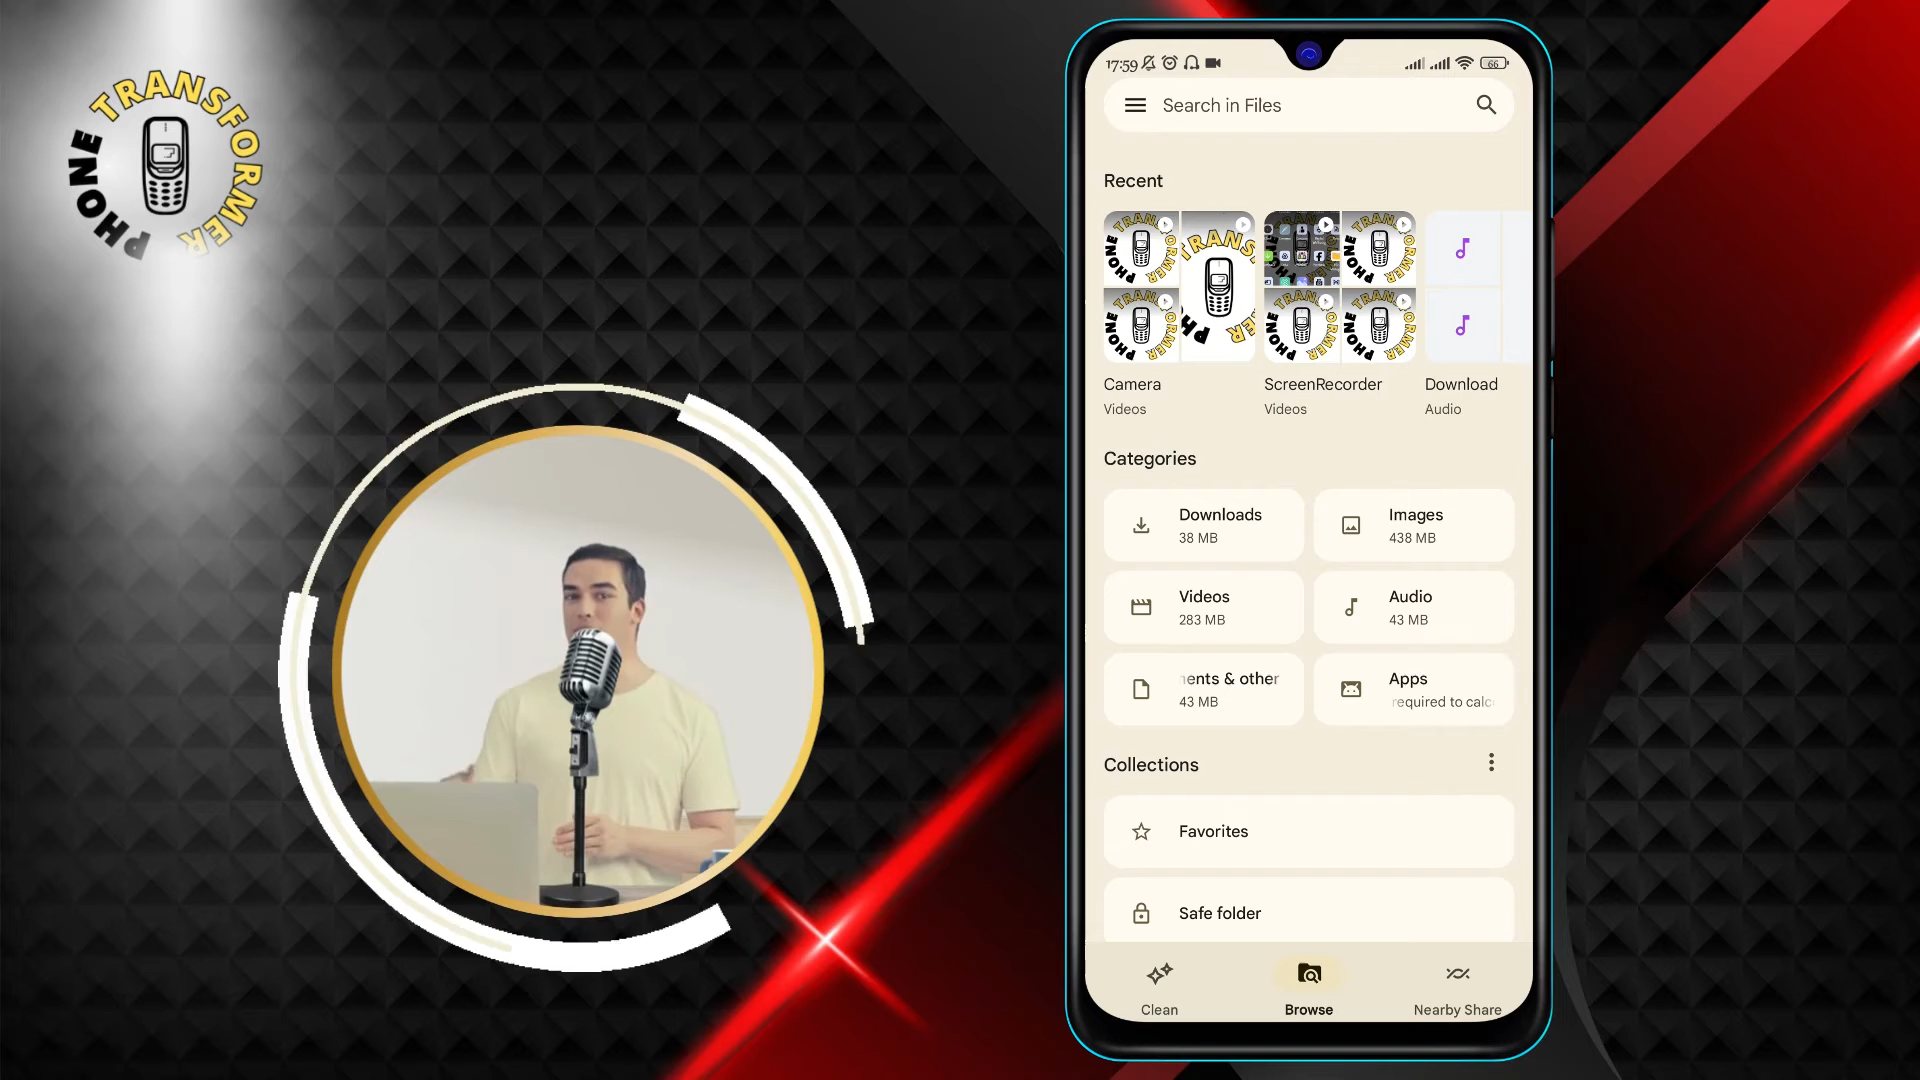 PHONE TRANSFORMER
17:59
66
Search in Files
Recent
Camera
Videos
ScreenRecorder
Videos
Download
Audio
Categories
Downloads
38 MB
Images
438 MB
Videos
283 MB
Audio
43 MB
ents & other
43 MB
Apps
required to calc
Collections
Favorites
Safe folder
Clean
Browse
Nearby Share